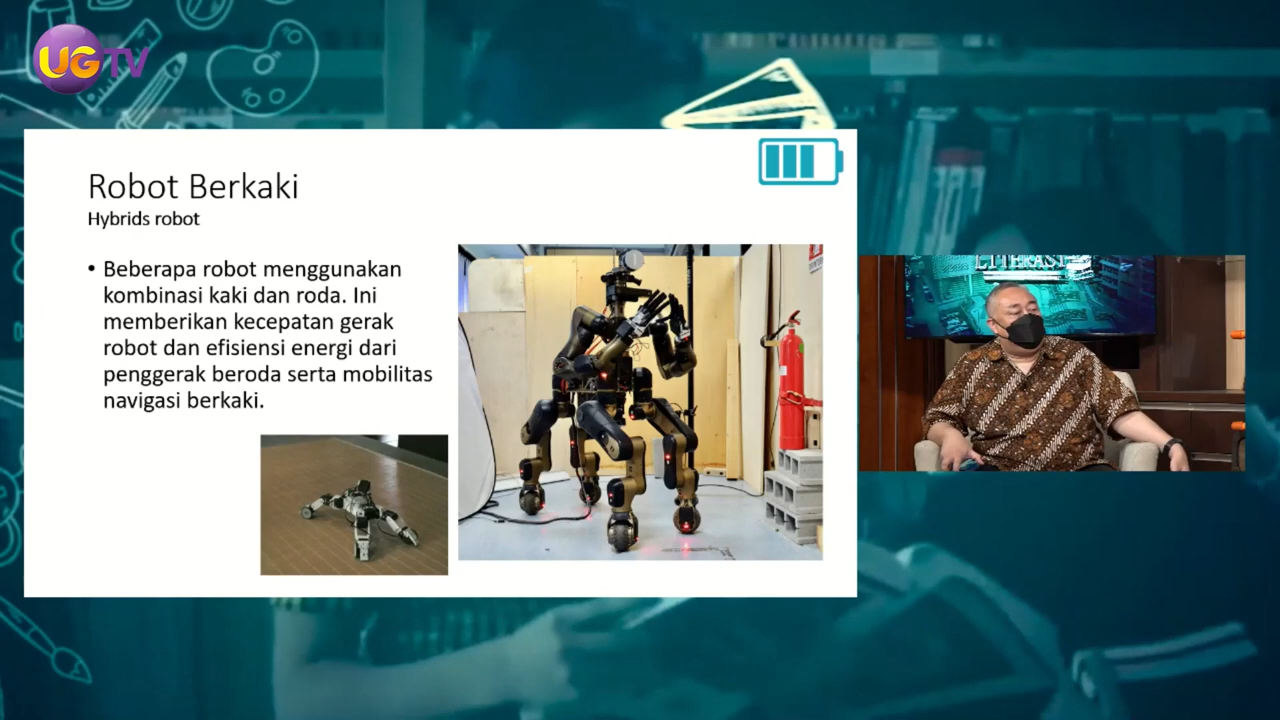 UGTV
Robot Berkaki
Hybrids robot
• Beberapa robot menggunakan
kombinasi kaki dan roda. Ini
memberikan kecepatan gerak
robot dan efisiensi energi dari
penggerak beroda serta mobilitas
navigasi berkaki.
LITERASI